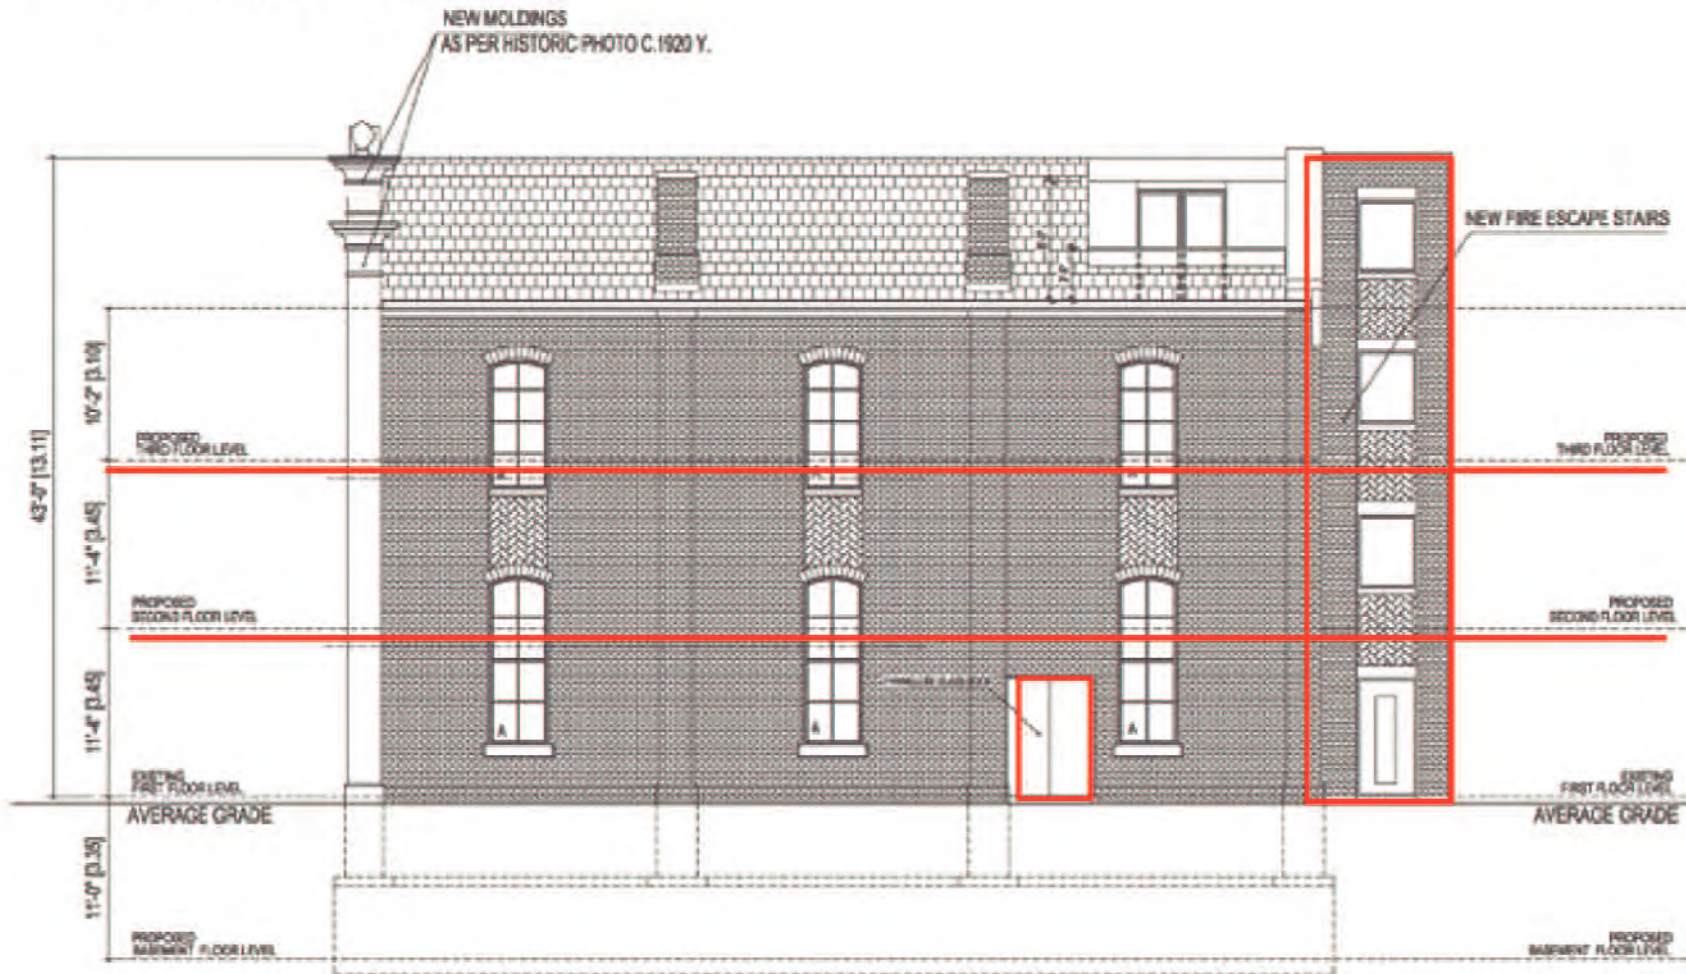 NEW MOLDINGS
AS PER HISTORIC PHOTO C.1920 Y.
NEW FIRE ESCAPE STAIRS
43'-0" [13.11]
10'-2" [3.10]
11'-4" [3.45]
11'-4" [3.45]
11'-0" [3.35]
PROPOSED
THIRD FLOOR LEVEL
PROPOSED
THIRD FLOOR LEVEL
PROPOSED
SECOND FLOOR LEVEL
PROPOSED
SECOND FLOOR LEVEL
A
A
A
EXISTING
FIRST FLOOR LEVEL
EXISTING
FIRST FLOOR LEVEL
AVERAGE GRADE
AVERAGE GRADE
PROPOSED
BASEMENT FLOOR LEVEL
PROPOSED
BASEMENT FLOOR LEVEL